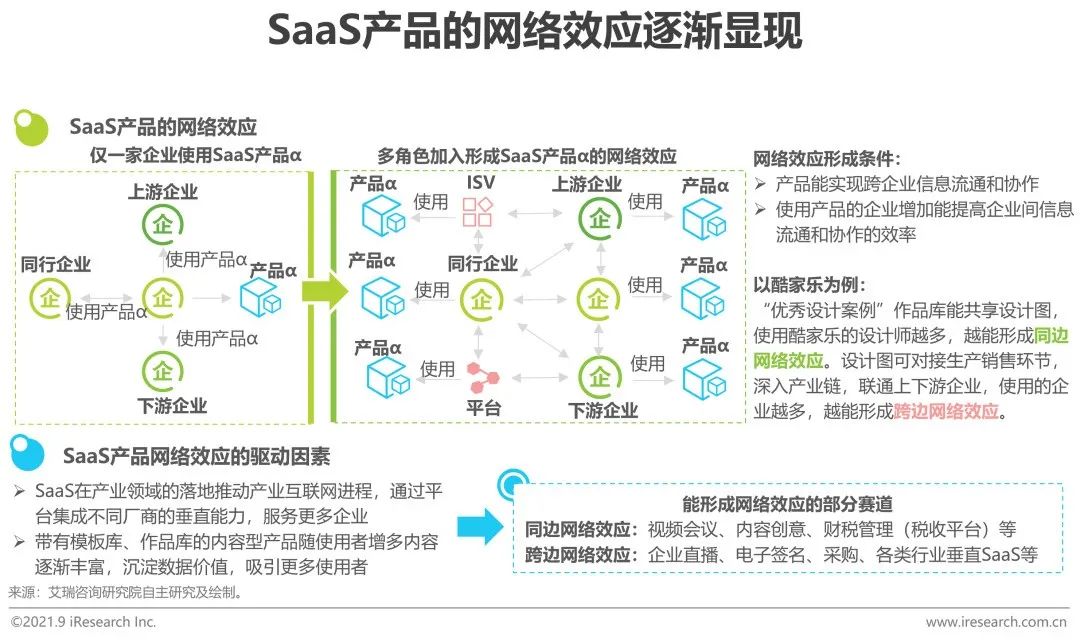 SaaS产品的网络效应逐渐显现
SaaS产品的网络效应
仅一家企业使用SaaS产品α
上游企业
企
使用产品α
同行企业
产品α
企
使用产品α
企
使用产品α
企
下游企业
多角色加入形成SaaS产品α的网络效应
产品α
ISV
上游企业
产品α
使用
企
使用
产品α
同行企业
产品α
使用
企
企
使用
产品α
产品α
使用
企
使用
平台
下游企业
网络效应形成条件：
➢ 产品能实现跨企业信息流通和协作
➢ 使用产品的企业增加能提高企业间信息
流通和协作的效率
以酷家乐为例：
“优秀设计案例”作品库能共享设计图，
使用酷家乐的设计师越多，越能形成同边
网络效应。设计图可对接生产销售环节，
深入产业链，联通上下游企业，使用的企
业越多，越能形成跨边网络效应。
SaaS产品网络效应的驱动因素
➢ SaaS在产业领域的落地推动产业互联网进程，通过平
台集成不同厂商的垂直能力，服务更多企业
➢ 带有模板库、作品库的内容型产品随使用者增多内容
逐渐丰富，沉淀数据价值，吸引更多使用者
能形成网络效应的部分赛道
同边网络效应：视频会议、内容创意、财税管理（税收平台）等
跨边网络效应：企业直播、电子签名、采购、各类行业垂直SaaS等
来源：艾瑞咨询研究院自主研究及绘制。
©2021.9 iResearch Inc.
www.iresearch.com.cn